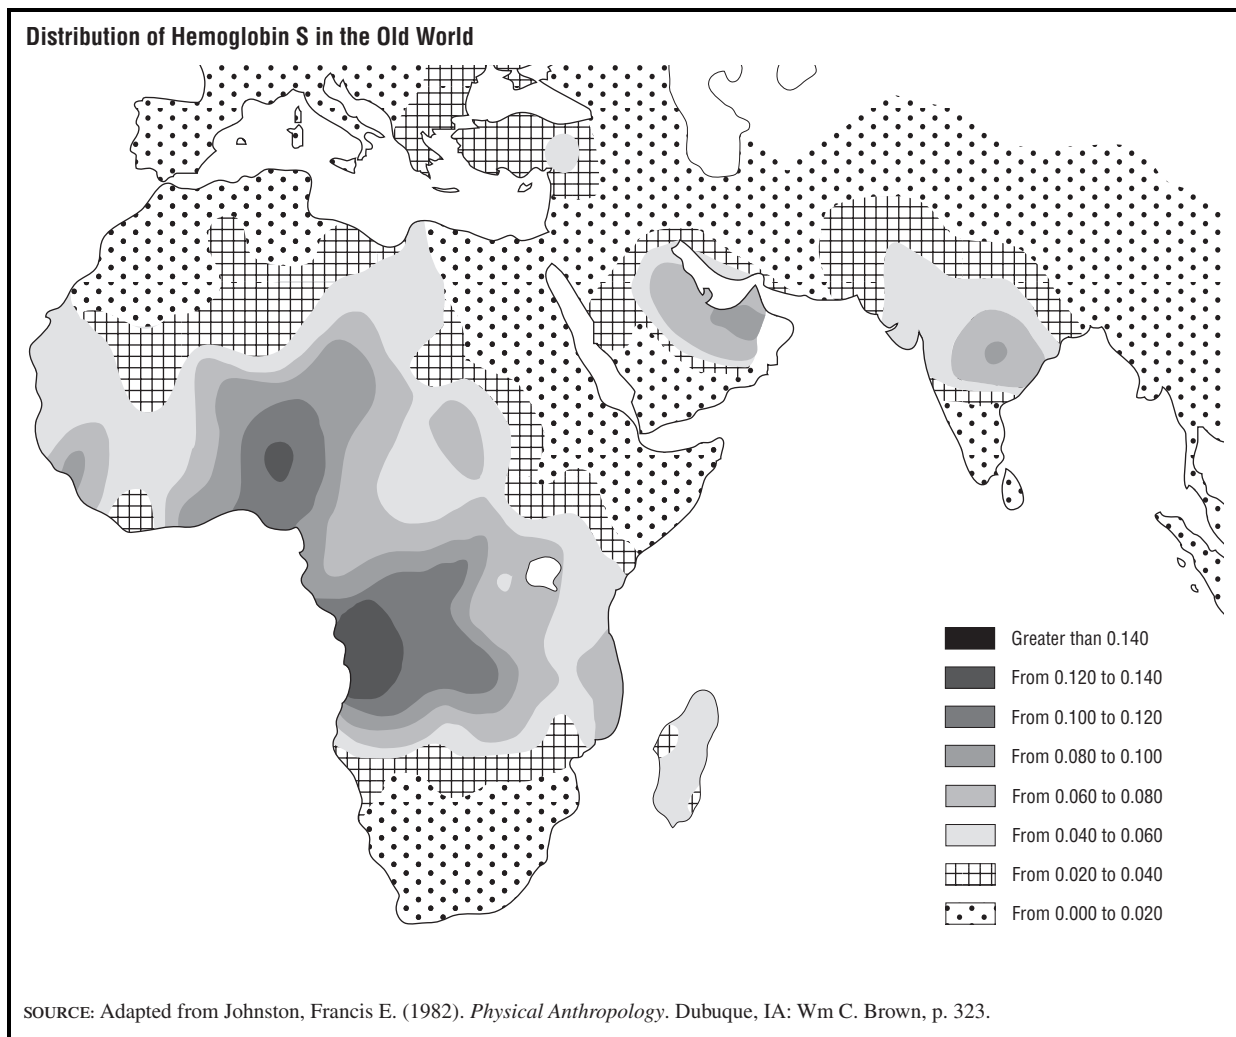 Distribution of Hemoglobin S in the Old World
Greater than 0.140
From 0.120 to 0.140
From 0.100 to 0.120
From 0.080 to 0.100
From 0.060 to 0.080
From 0.040 to 0.060
From 0.020 to 0.040
From 0.000 to 0.020
SOURCE: Adapted from Johnston, Francis E. (1982). Physical Anthropology. Dubuque, IA: Wm C. Brown, p. 323.